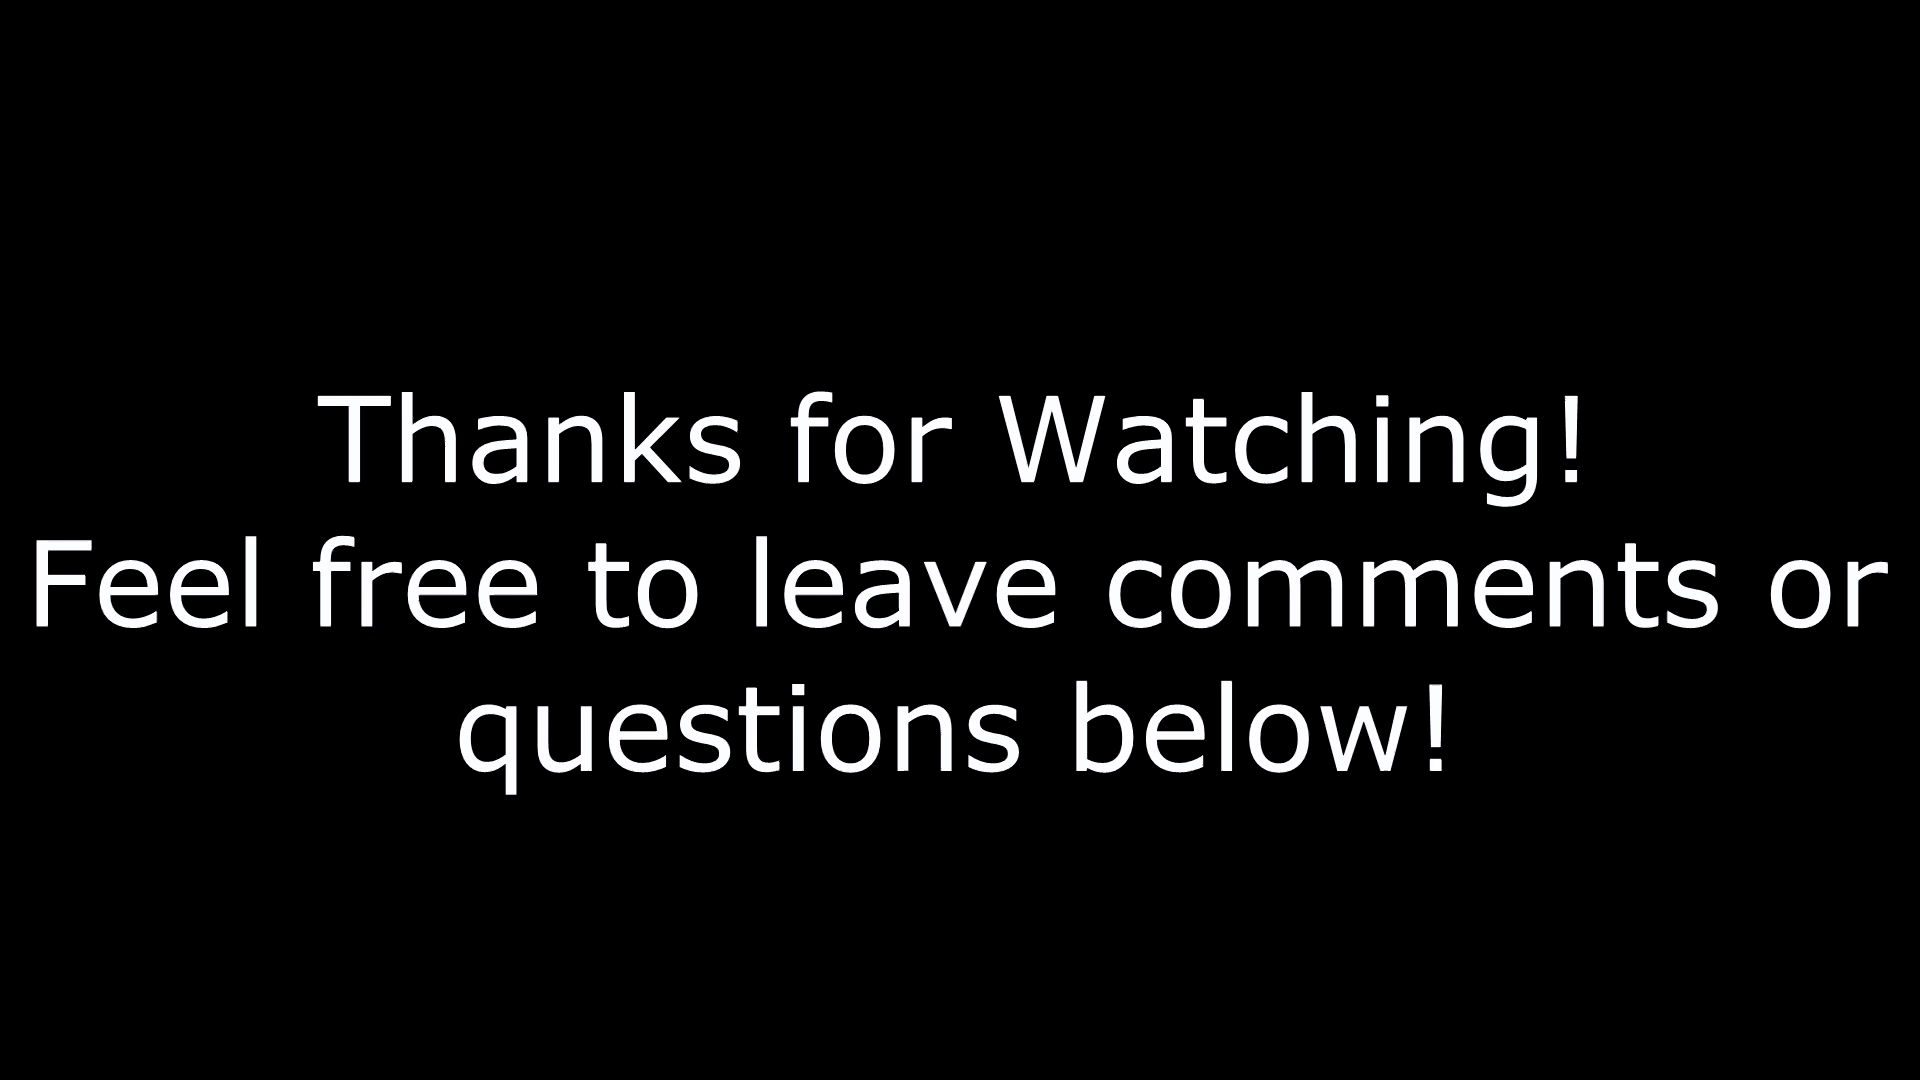 Thanks for Watching!
Feel free to leave comments or
questions below!